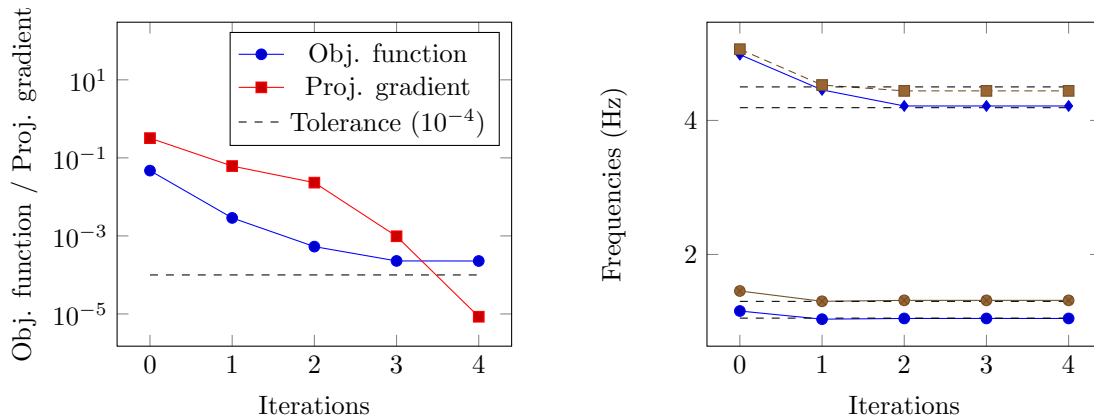 Obj. function / Proj. gradient
10^1
10^−1
10^−3
10^−5
0 1 2 3 4
Iterations
Obj. function
Proj. gradient
Tolerance (10^−4)
Frequencies (Hz)
4
2
0 1 2 3 4
Iterations